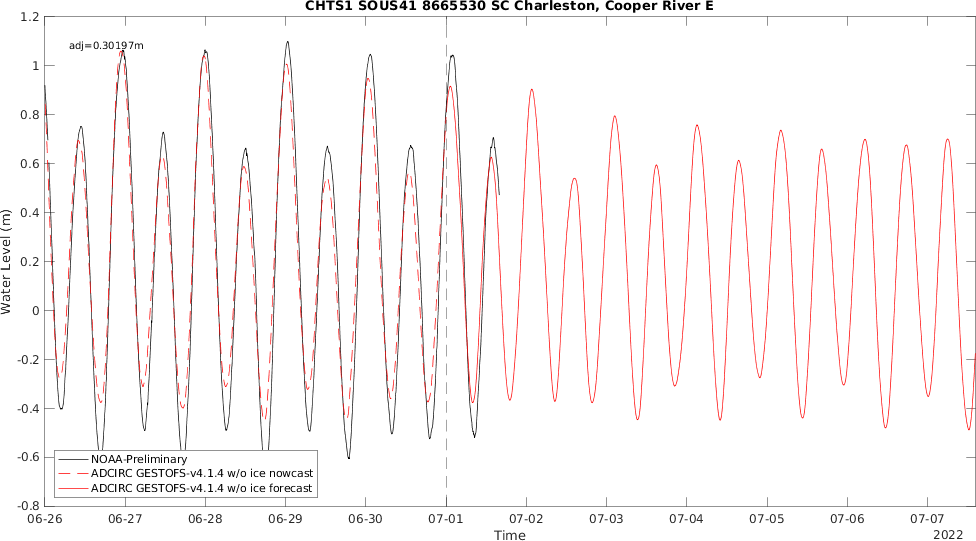 CHTS1 SOUS41 8665530 SC Charleston, Cooper River E
adj=0.30197m
1.2
1
0.8
0.6
0.4
0.2
0
-0.2
-0.4
-0.6
-0.8
Water Level (m)
NOAA-Preliminary
ADCIRC GESTOFS-v4.1.4 w/o ice nowcast
ADCIRC GESTOFS-v4.1.4 w/o ice forecast
06-26 06-27 06-28 06-29 06-30 07-01 07-02 07-03 07-04 07-05 07-06 07-07
Time
2022